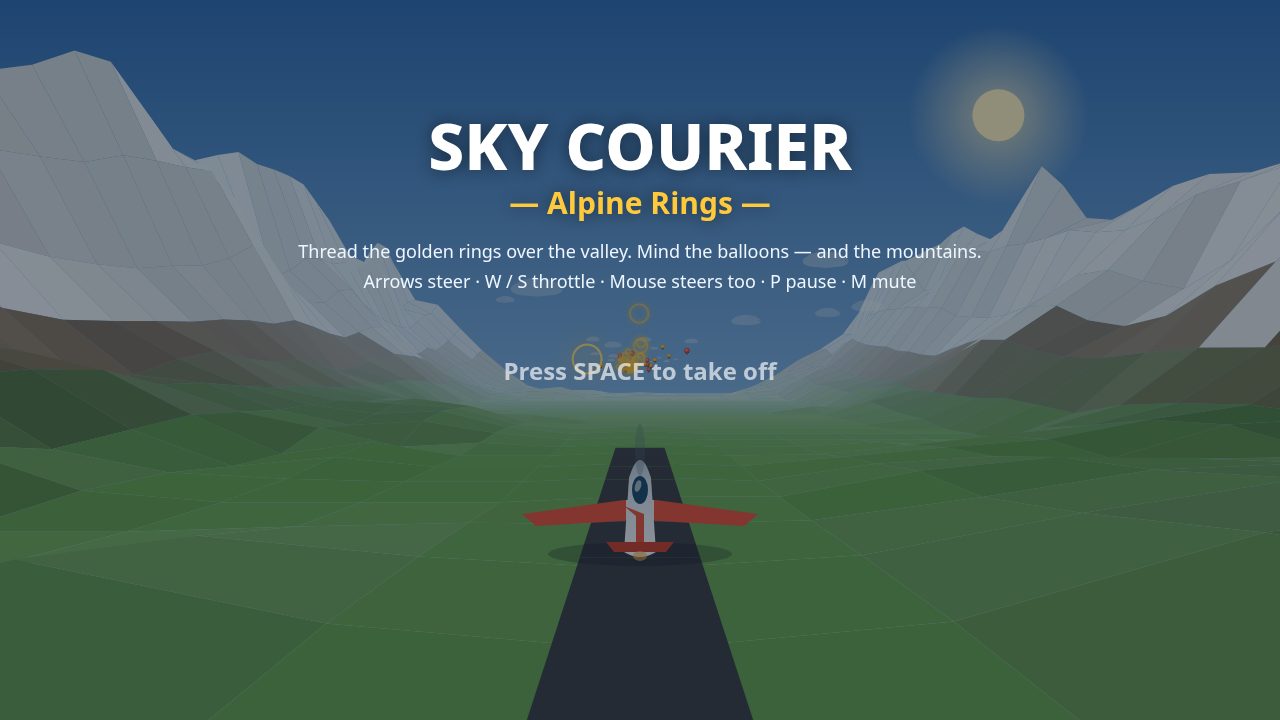 SKY COURIER
— Alpine Rings —
Thread the golden rings over the valley. Mind the balloons — and the mountains.
Arrows steer · W / S throttle · Mouse steers too · P pause · M mute
Press SPACE to take off